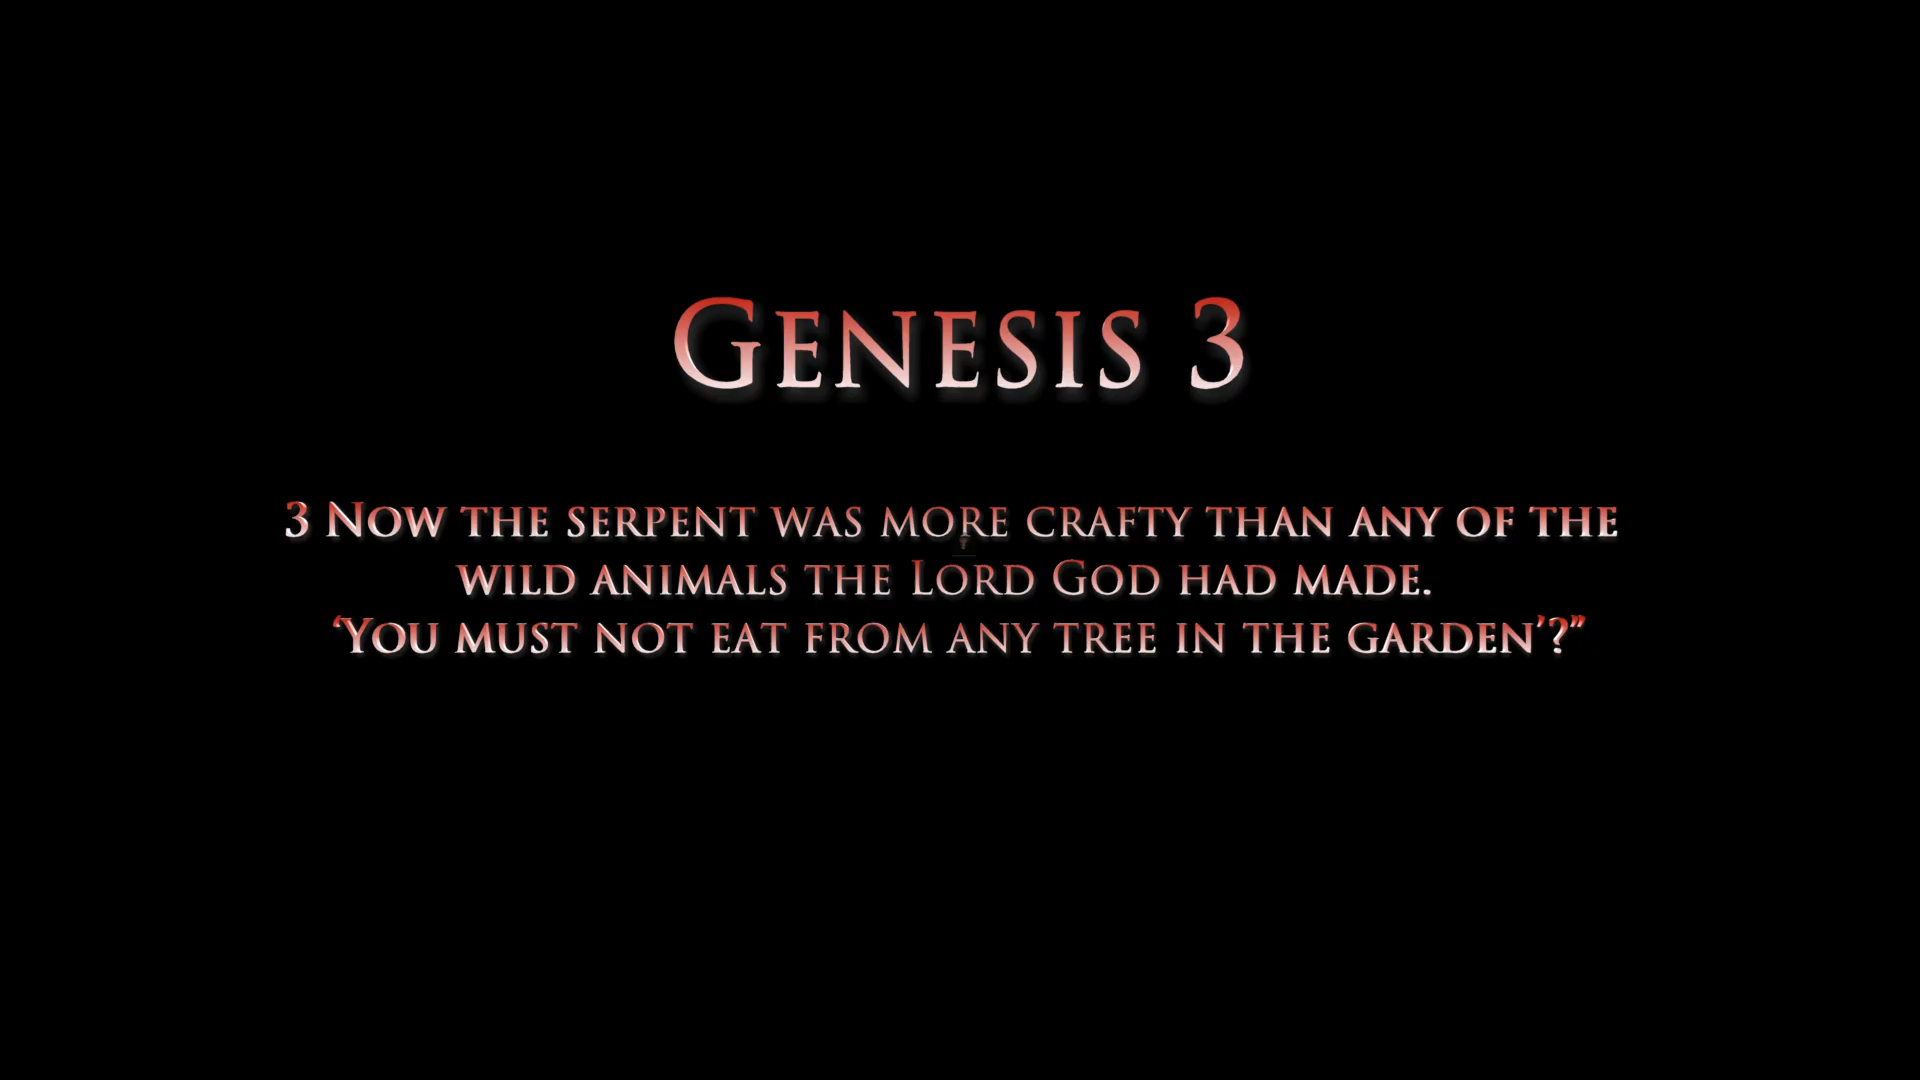 Genesis 3
3 Now the serpent was more crafty than any of the
wild animals the Lord God had made.
‘You must not eat from any tree in the garden’?”